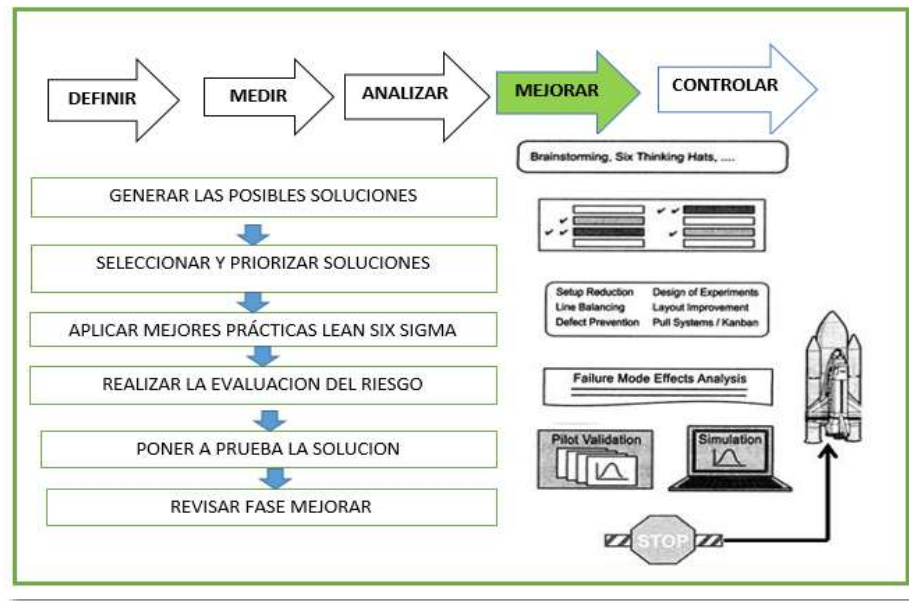 DEFINIR
MEDIR
ANALIZAR
MEJORAR
CONTROLAR
Brainstorming, Six Thinking Hats, ....
GENERAR LAS POSIBLES SOLUCIONES
SELECCIONAR Y PRIORIZAR SOLUCIONES
APLICAR MEJORES PRÁCTICAS LEAN SIX SIGMA
Setup Reduction Design of Experiments
Line Balancing Layout Improvement
Defect Prevention Pull Systems / Kanban
REALIZAR LA EVALUACION DEL RIESGO
Failure Mode Effects Analysis
PONER A PRUEBA LA SOLUCION
Pilot Validation
Simulation
REVISAR FASE MEJORAR
STOP